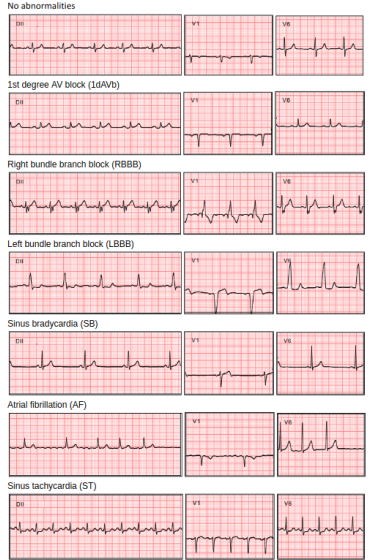 No abnormalities
DII V1 V6
1st degree AV block (1dAVb)
DII V1 V6
Right bundle branch block (RBBB)
DII V1 V6
Left bundle branch block (LBBB)
DII V1 V6
Sinus bradycardia (SB)
DII V1 V6
Atrial fibrillation (AF)
DII V1 V6
Sinus tachycardia (ST)
DII V1 V6